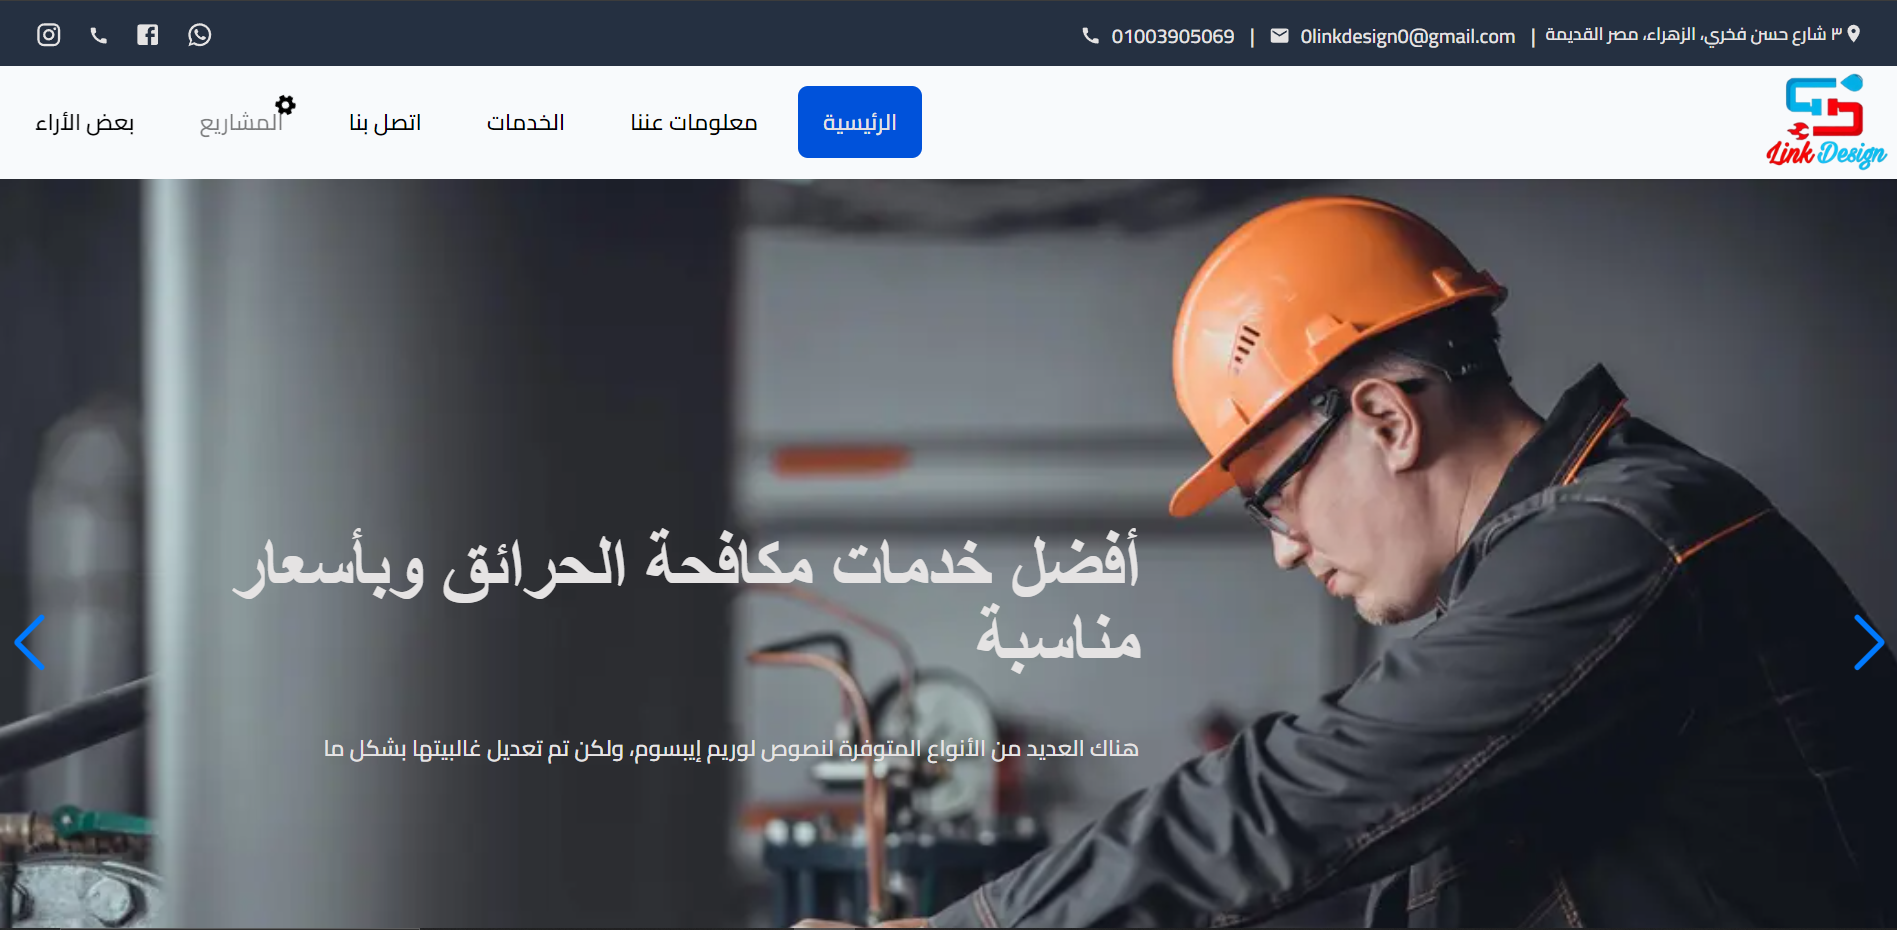 ٣ شارع حسن فخري، الزهراء، مصر القديمة | 0linkdesign0@gmail.com | 01003905069
Link Design
الرئيسية
معلومات عننا
الخدمات
اتصل بنا
المشاريع
بعض الأراء
أفضل خدمات مكافحة الحرائق وبأسعار
مناسبة
هناك العديد من الأنواع المتوفرة لنصوص لوريم إيبسوم، ولكن تم تعديل غالبيتها بشكل ما